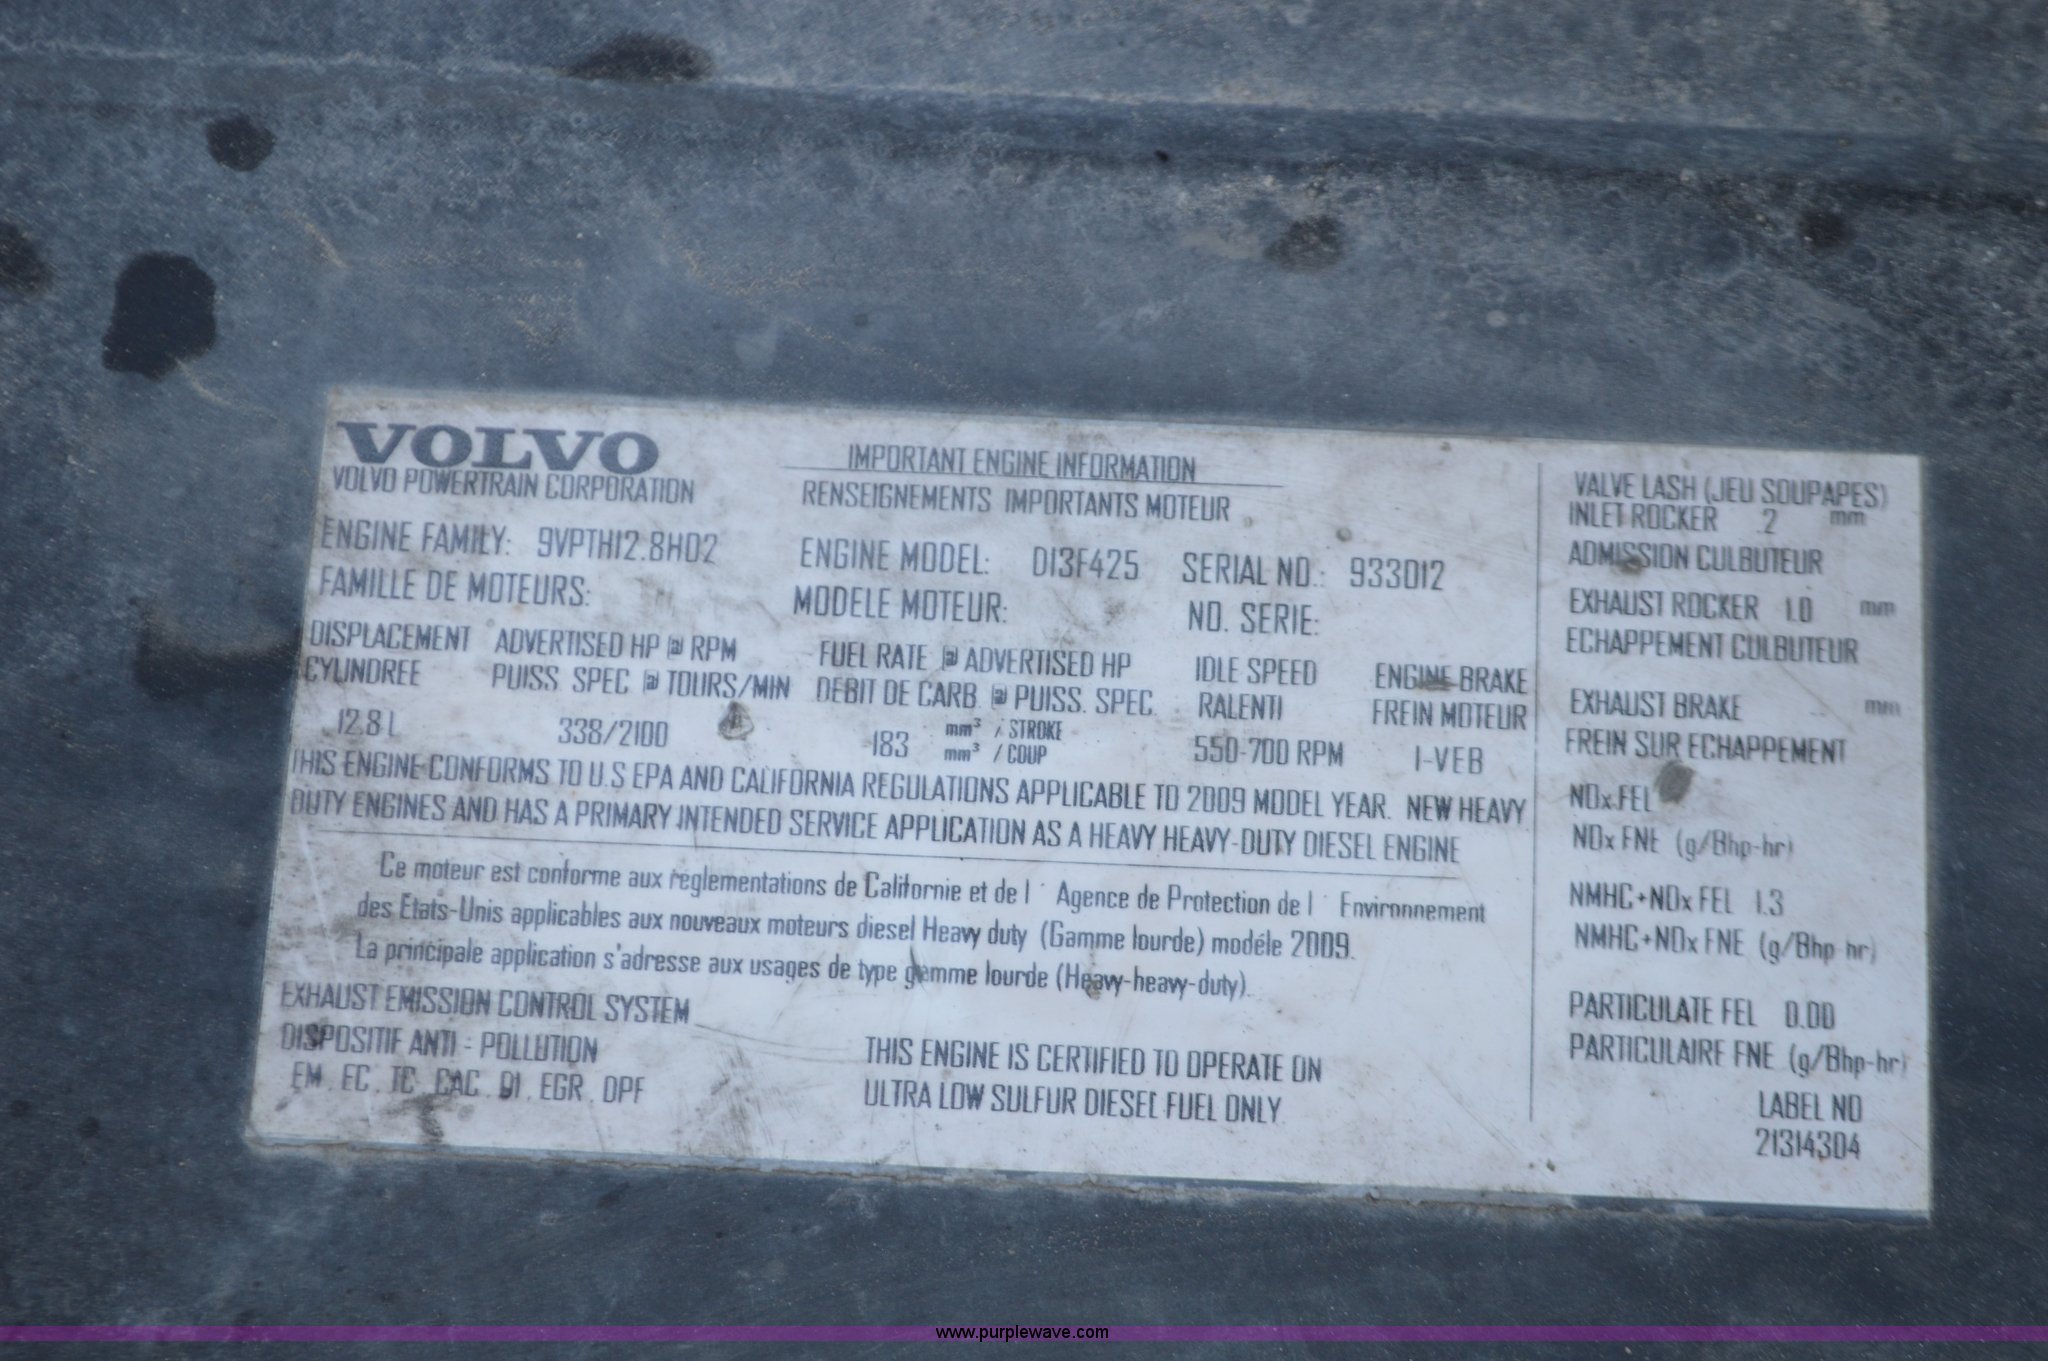 VOLVO
VOLVO POWERTRAIN CORPORATION
IMPORTANT ENGINE INFORMATION
RENSEIGNEMENTS IMPORTANTS MOTEUR
ENGINE FAMILY: 9VPTH12.8H02
FAMILLE DE MOTEURS:
ENGINE MODEL: D13F425
MODELE MOTEUR:
SERIAL NO.: 933012
NO. SERIE:
DISPLACEMENT
CYLINDREE
12.8 L
ADVERTISED HP @ RPM
PUISS. SPEC @ TOURS/MIN
338/2100
FUEL RATE @ ADVERTISED HP
DEBIT DE CARB @ PUISS. SPEC.
183 mm³ / STROKE
mm³ / COUP
IDLE SPEED
RALENTI
550-700 RPM
ENGINE BRAKE
FREIN MOTEUR
I-VEB
THIS ENGINE CONFORMS TO U.S EPA AND CALIFORNIA REGULATIONS APPLICABLE TO 2009 MODEL YEAR. NEW HEAVY
DUTY ENGINES AND HAS A PRIMARY INTENDED SERVICE APPLICATION AS A HEAVY HEAVY-DUTY DIESEL ENGINE
Ce moteur est conforme aux réglementations de Californie et de l ´ Agence de Protection de l ´ Environnement
des Etats-Unis applicables aux nouveaux moteurs diesel Heavy duty (Gamme lourde) modéle 2009.
La principale application s'adresse aux usages de type gamme lourde (Heavy-heavy-duty).
EXHAUST EMISSION CONTROL SYSTEM
DISPOSITIF ANTI - POLLUTION
EM , EC , TC , CAC , DI , EGR , DPF
THIS ENGINE IS CERTIFIED TO OPERATE ON
ULTRA LOW SULFUR DIESEL FUEL ONLY
VALVE LASH (JEU SOUPAPES)
INLET ROCKER .2 mm
ADMISSION CULBUTEUR
EXHAUST ROCKER 1.0 mm
ECHAPPEMENT CULBUTEUR
EXHAUST BRAKE mm
FREIN SUR ECHAPPEMENT
NOx FEL
NOx FNE (g/Bhp-hr)
NMHC+NOx FEL 1.3
NMHC+NOx FNE (g/Bhp hr)
PARTICULATE FEL 0.00
PARTICULAIRE FNE (g/Bhp-hr)
LABEL NO
21314304
www.purplewave.com